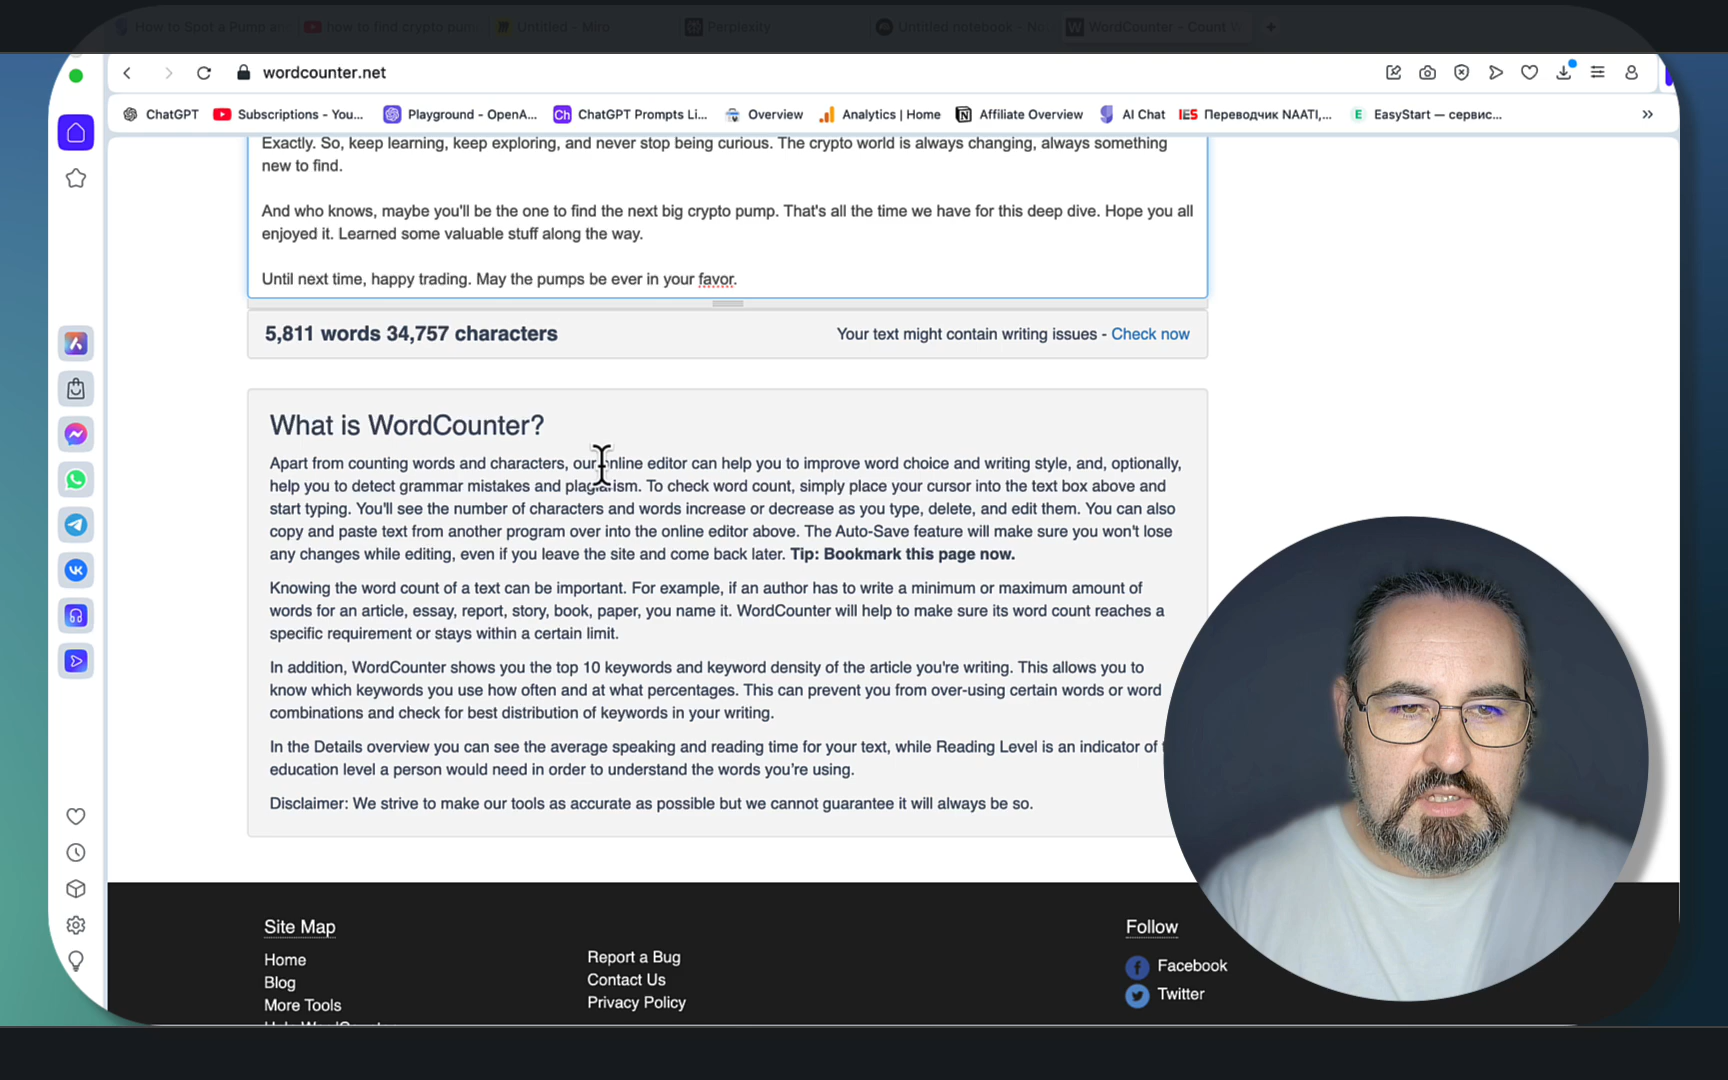 How to Spot a Pump an
how to find crypto pum
Untitled - Miro
Perplexity
Untitled notebook - No
WordCounter - Count W
wordcounter.net
ChatGPT
Subscriptions - You...
Playground - OpenA...
ChatGPT Prompts Li...
Overview
Analytics | Home
Affiliate Overview
AI Chat
IES Переводчик NAATI,...
EasyStart — сервис...
Exactly. So, keep learning, keep exploring, and never stop being curious. The crypto world is always changing, always something
new to find.
And who knows, maybe you'll be the one to find the next big crypto pump. That's all the time we have for this deep dive. Hope you all
enjoyed it. Learned some valuable stuff along the way.
Until next time, happy trading. May the pumps be ever in your favor.
5,811 words 34,757 characters
Your text might contain writing issues - Check now
What is WordCounter?
Apart from counting words and characters, our online editor can help you to improve word choice and writing style, and, optionally,
help you to detect grammar mistakes and plagiarism. To check word count, simply place your cursor into the text box above and
start typing. You'll see the number of characters and words increase or decrease as you type, delete, and edit them. You can also
copy and paste text from another program over into the online editor above. The Auto-Save feature will make sure you won't lose
any changes while editing, even if you leave the site and come back later. Tip: Bookmark this page now.
Knowing the word count of a text can be important. For example, if an author has to write a minimum or maximum amount of
words for an article, essay, report, story, book, paper, you name it. WordCounter will help to make sure its word count reaches a
specific requirement or stays within a certain limit.
In addition, WordCounter shows you the top 10 keywords and keyword density of the article you're writing. This allows you to
know which keywords you use how often and at what percentages. This can prevent you from over-using certain words or word
combinations and check for best distribution of keywords in your writing.
In the Details overview you can see the average speaking and reading time for your text, while Reading Level is an indicator of
education level a person would need in order to understand the words you're using.
Disclaimer: We strive to make our tools as accurate as possible but we cannot guarantee it will always be so.
Site Map
Home
Blog
More Tools
Report a Bug
Contact Us
Privacy Policy
Follow
Facebook
Twitter